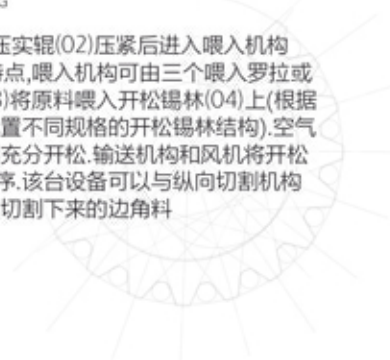 G
压实辊(02)压紧后进入喂入机构
特点,喂入机构可由三个喂入罗拉或
)将原料喂入开松锡林(04)上(根据
置不同规格的开松锡林结构).空气
充分开松.输送机构和风机将开松
序.该台设备可以与纵向切割机构
切割下来的边角料